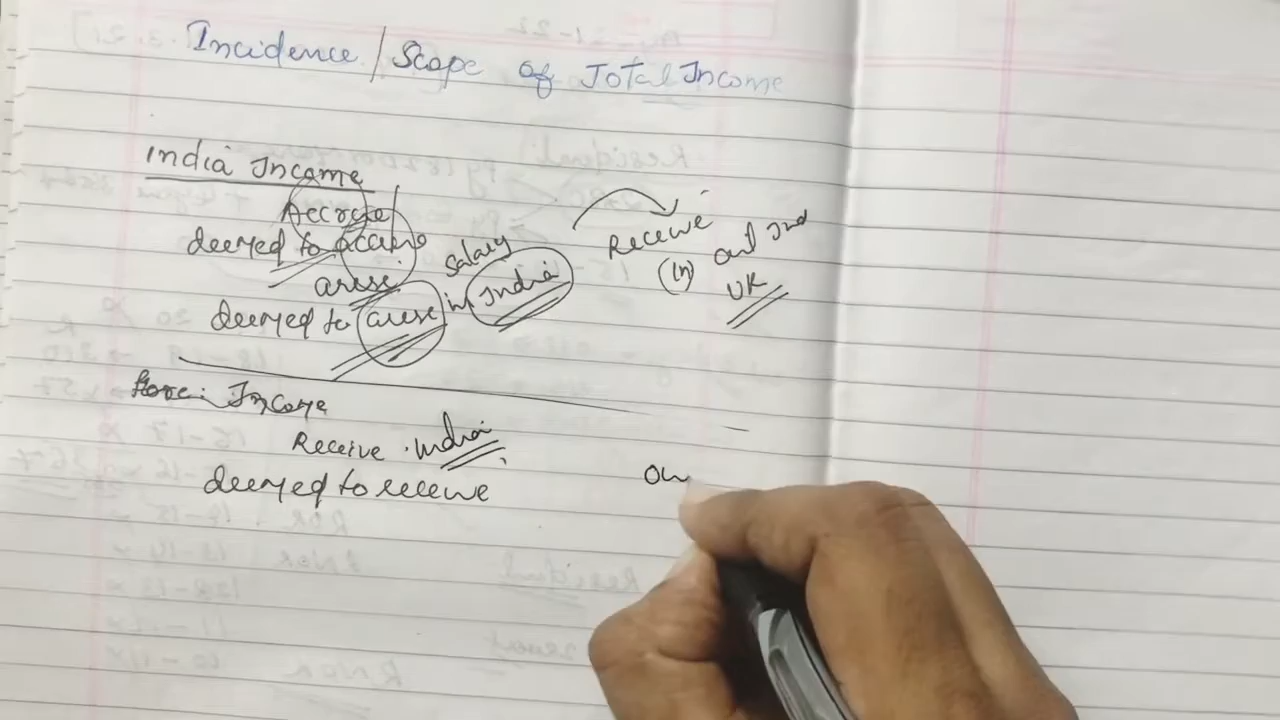 Incidence/Scope of Total Income
India Income
Accrue/
deemed to accrue
arise
deemed to arise in India
salary
Receive
(in) out Ind
UK
Income
Receive India
deemed to receive
Ou